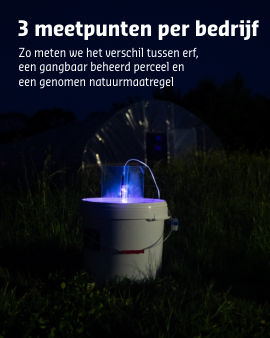 3 meetpunten per bedrijf
Zo meten we het verschil tussen erf,
een gangbaar beheerd perceel en
een genomen natuurmaatregel